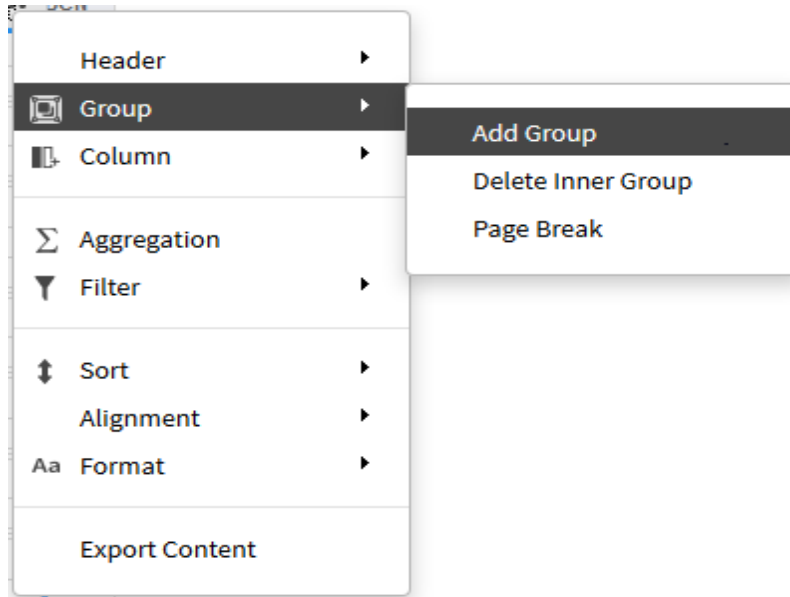 Header
Group
Column
Aggregation
Filter
Sort
Alignment
Aa Format
Export Content
Add Group
Delete Inner Group
Page Break